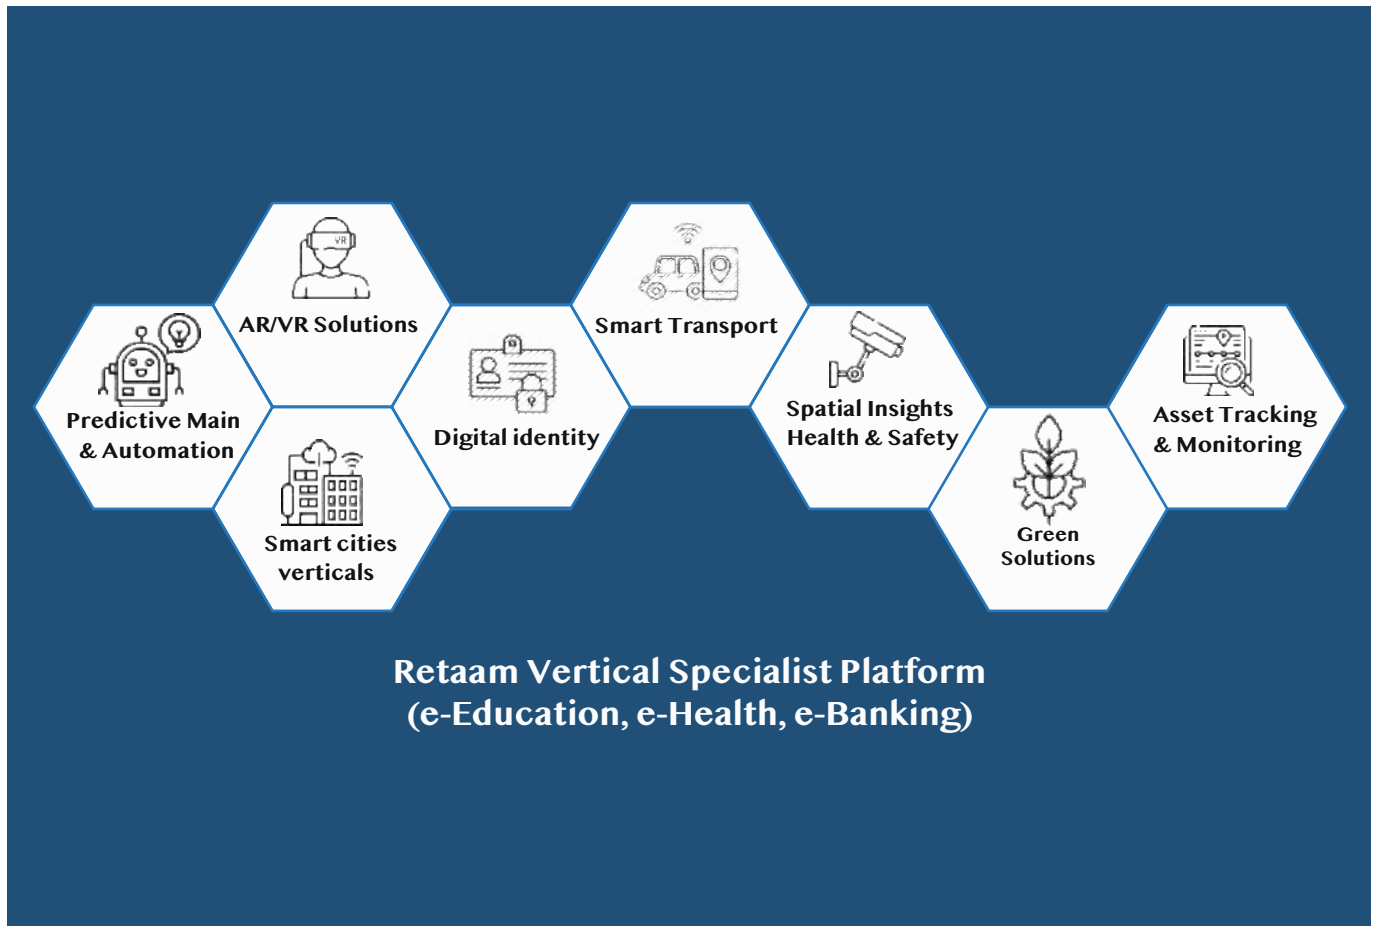 VR
AR/VR Solutions
Predictive Main
& Automation
Smart cities
verticals
Digital identity
Smart Transport
Spatial Insights
Health & Safety
Green
Solutions
Asset Tracking
& Monitoring
Retaam Vertical Specialist Platform
(e-Education, e-Health, e-Banking)